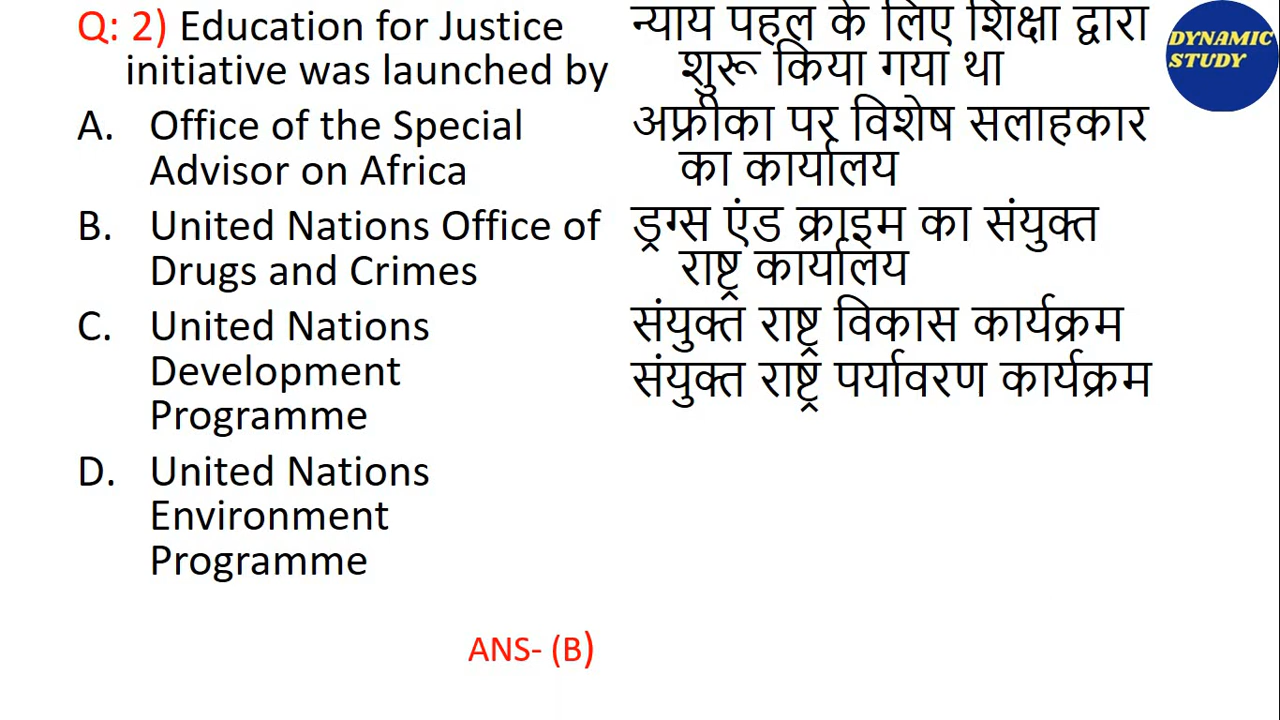 Q: 2) Education for Justice
initiative was launched by
A. Office of the Special
Advisor on Africa
B. United Nations Office of
Drugs and Crimes
C. United Nations
Development
Programme
D. United Nations
Environment
Programme
न्याय पहल के लिए शिक्षा द्वारा
शुरू किया गया था
अफ्रीका पर विशेष सलाहकार
का कार्यालय
ड्रग्स एंड क्राइम का संयुक्त
राष्ट्र कार्यालय
संयुक्त राष्ट्र विकास कार्यक्रम
संयुक्त राष्ट्र पर्यावरण कार्यक्रम
DYNAMIC
STUDY
ANS- (B)